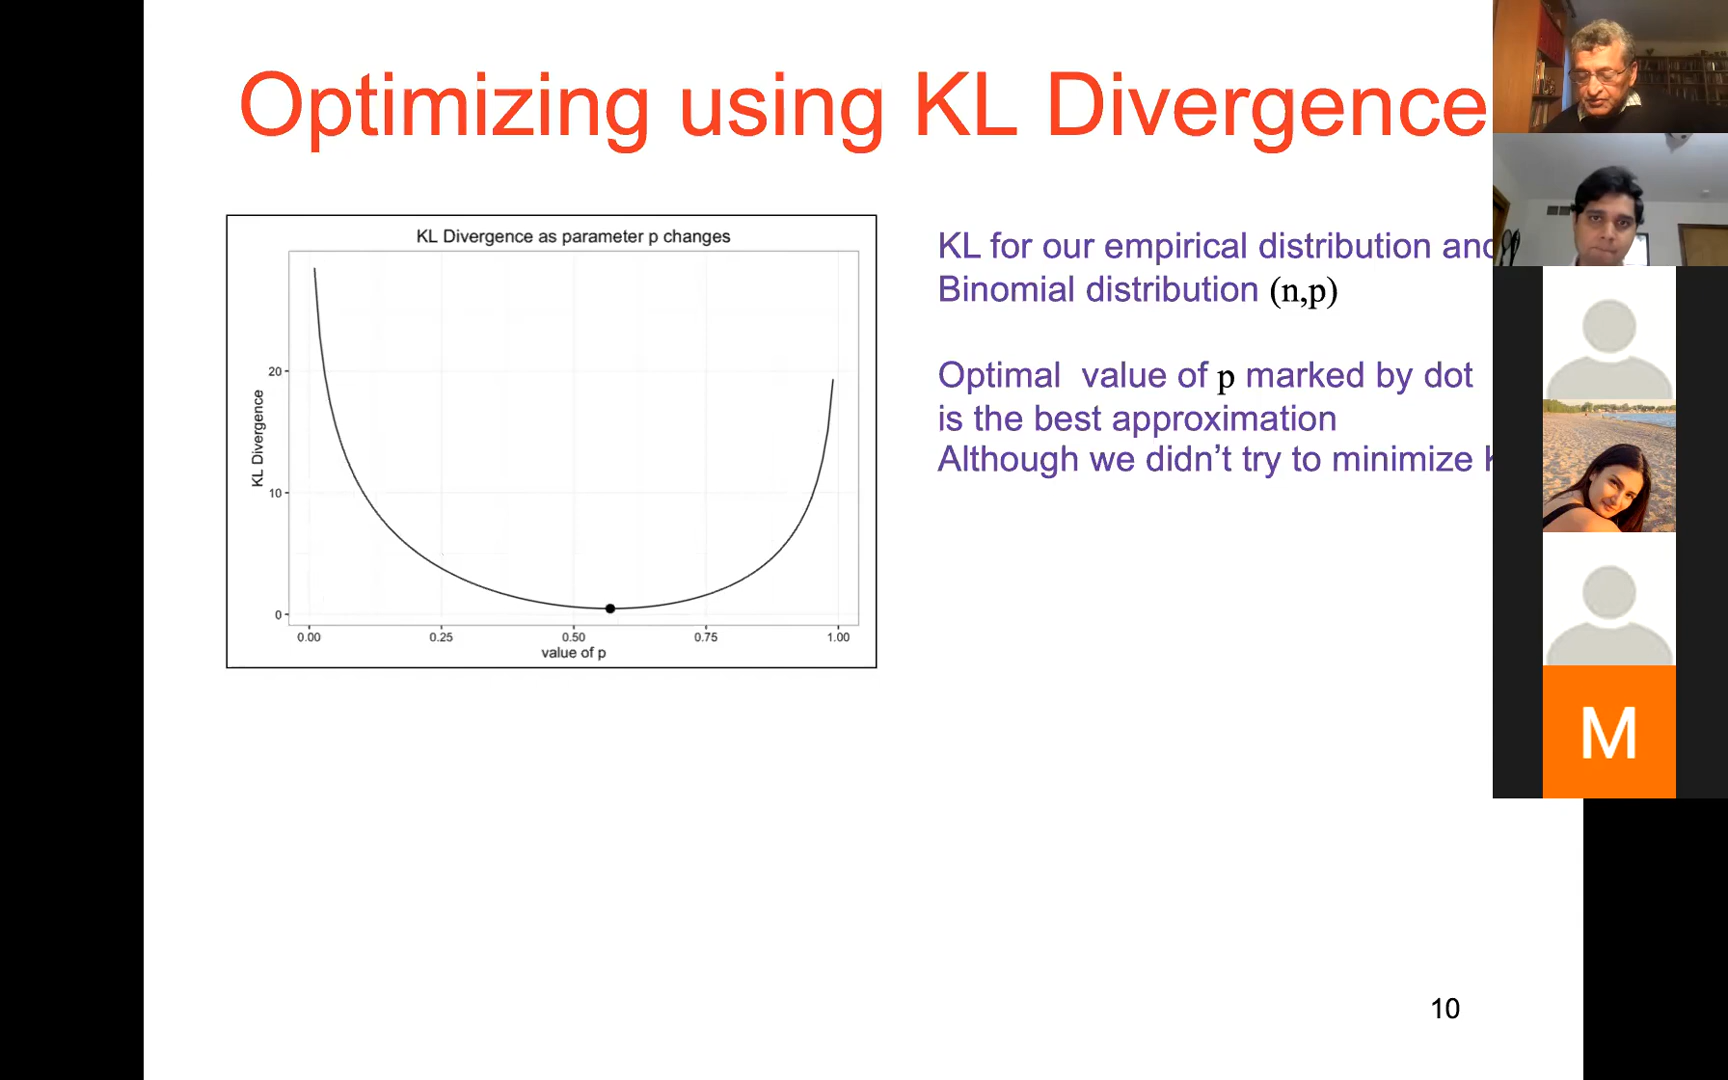 Optimizing using KL Divergence
KL Divergence as parameter p changes
KL Divergence
20
10
0
0.00 0.25 0.50 0.75 1.00
value of p
KL for our empirical distribution and
Binomial distribution (n,p)
Optimal value of p marked by dot
is the best approximation
Although we didn't try to minimize
M
10